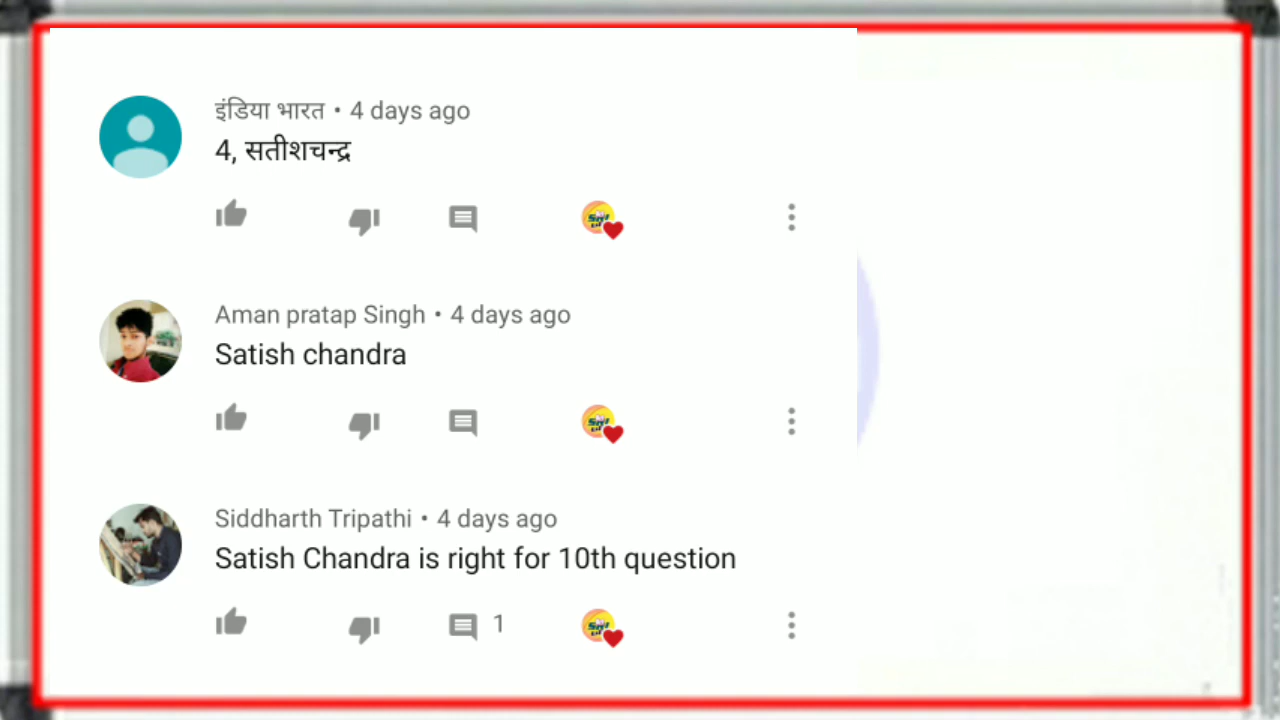 इंडिया भारत • 4 days ago
4, सतीशचन्द्र
Aman pratap Singh • 4 days ago
Satish chandra
Siddharth Tripathi • 4 days ago
Satish Chandra is right for 10th question
1